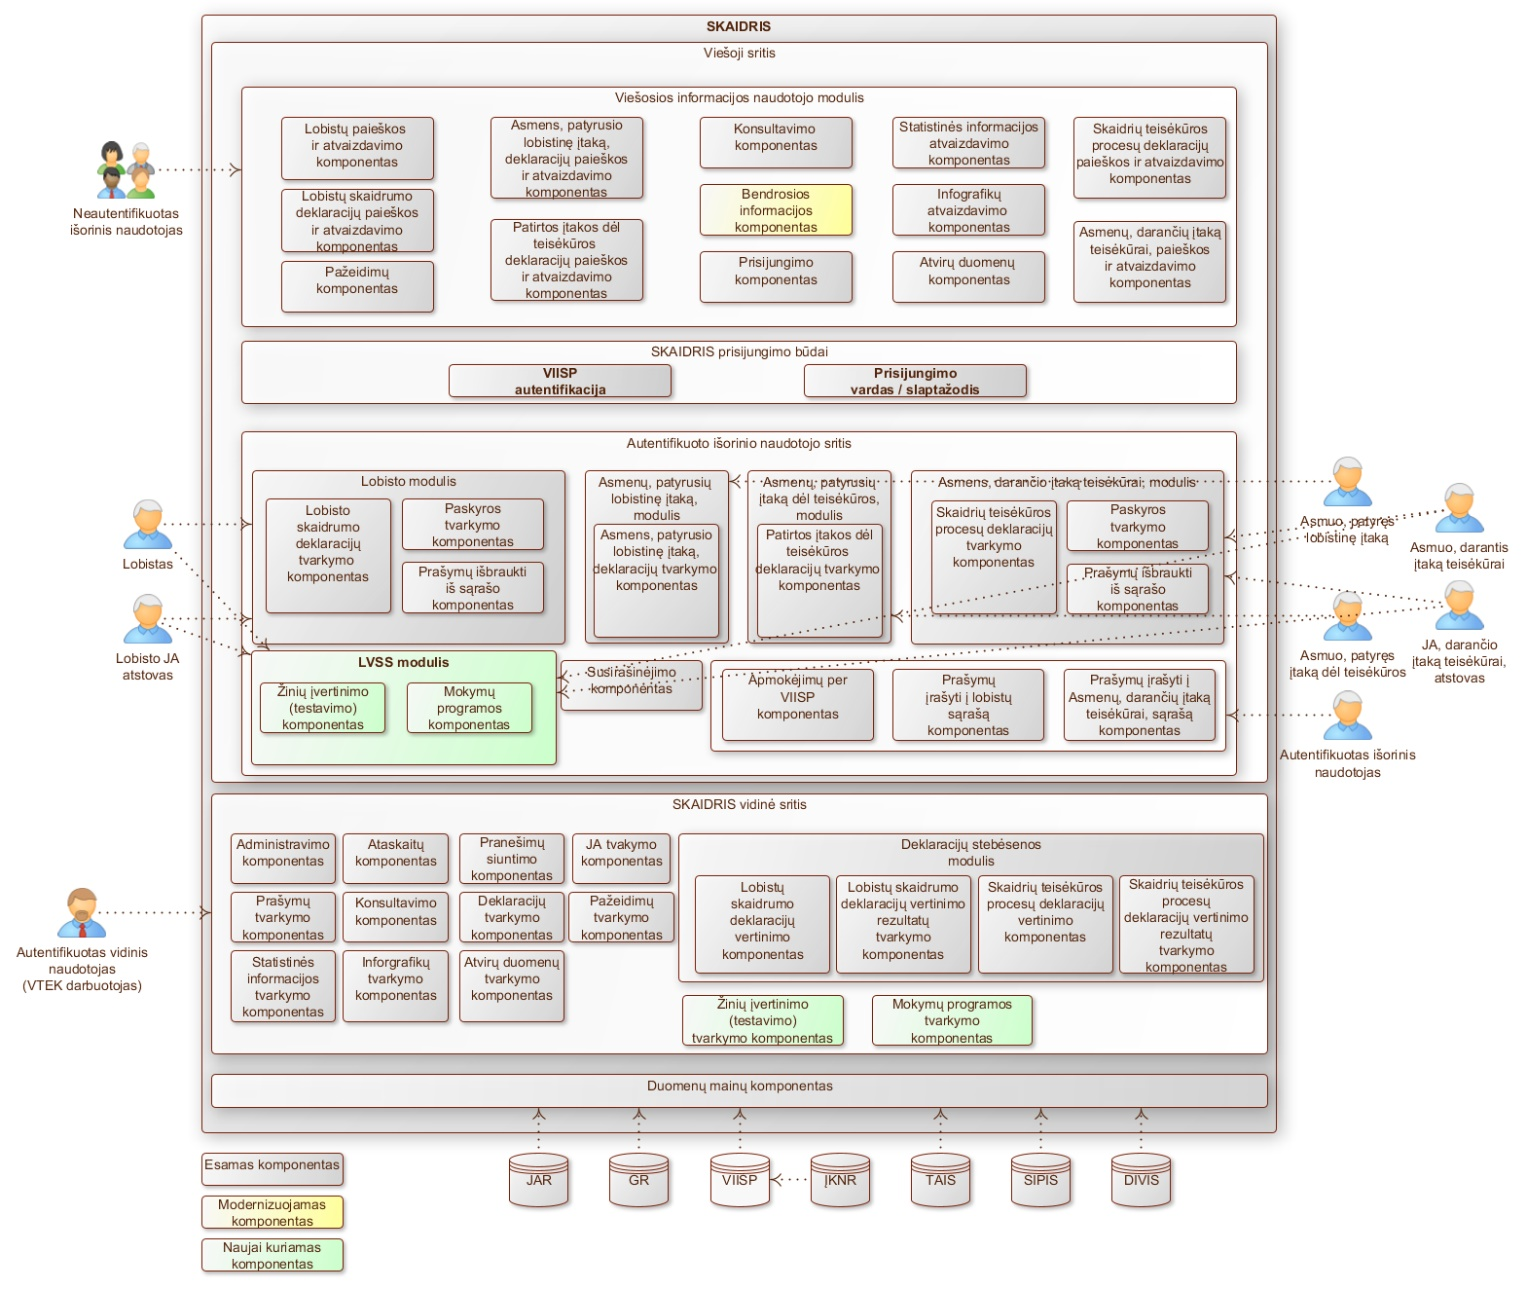 SKAIDRIS
Viešoji sritis
Viešosios informacijos naudotojo modulis
Lobistų paieškos
ir atvaizdavimo
komponentas
Lobistų skaidrumo
deklaracijų paieškos
ir atvaizdavimo
komponentas
Pažeidimų
komponentas
Asmens, patyrusio
lobistinę įtaką,
deklaracijų paieškos
ir atvaizdavimo
komponentas
Patirtos įtakos dėl
teisėkūros
deklaracijų paieškos
ir atvaizdavimo
komponentas
Konsultavimo
komponentas
Bendrosios
informacijos
komponentas
Prisijungimo
komponentas
Statistinės informacijos
atvaizdavimo
komponentas
Infografikų
atvaizdavimo
komponentas
Atvirų duomenų
komponentas
Skaidrių teisėkūros
procesų deklaracijų
paieškos ir atvaizdavimo
komponentas
Asmenų, darančių įtaką
teisėkūrai, paieškos
ir atvaizdavimo
komponentas
Neautentifikuotas
išorinis naudotojas
SKAIDRIS prisijungimo būdai
VIISP
autentifikacija
Prisijungimo
vardas / slaptažodis
Autentifikuoto išorinio naudotojo sritis
Lobisto modulis
Lobisto
skaidrumo
deklaracijų
tvarkymo
komponentas
Paskyros
tvarkymo
komponentas
Prašymų išbraukti
iš sąrašo
komponentas
Asmenų, patyrusių
lobistinę įtaką,
modulis
Asmens, patyrusio
lobistinę įtaką,
deklaracijų tvarkymo
komponentas
Asmenų, patyrusių
įtaką dėl teisėkūros,
modulis
Patirtos įtakos dėl
teisėkūros
deklaracijų tvarkymo
komponentas
Asmens, darančio įtaką teisėkūrai, modulis
Skaidrių teisėkūros
procesų deklaracijų
tvarkymo
komponentas
Paskyros
tvarkymo
komponentas
Prašymų išbraukti
iš sąrašo
komponentas
Lobistas
Lobisto JA
atstovas
Asmuo, patyręs
lobistinę įtaką
Asmuo, darantis
įtaką teisėkūrai
Asmuo, patyręs
įtaką dėl teisėkūros
JA, darančio
įtaką teisėkūrai,
atstovas
Autentifikuotas išorinis
naudotojas
LVSS modulis
Žinių įvertinimo
(testavimo)
komponentas
Mokymų
programos
komponentas
Susirašinėjimo
komponentas
Apmokėjimų per
VIISP
komponentas
Prašymų
įrašyti į lobistų
sąrašą
komponentas
Prašymų įrašyti į
Asmenų, darančių įtaką
teisėkūrai, sąrašą
komponentas
SKAIDRIS vidinė sritis
Administravimo
komponentas
Ataskaitų
komponentas
Pranešimų
siuntimo
komponentas
JA tvakymo
komponentas
Prašymų
tvarkymo
komponentas
Konsultavimo
komponentas
Deklaracijų
tvarkymo
komponentas
Pažeidimų
tvarkymo
komponentas
Statistinės
informacijos
tvarkymo
komponentas
Inforgrafikų
tvarkymo
komponentas
Atvirų duomenų
tvarkymo
komponentas
Deklaracijų stebėsenos
modulis
Lobistų
skaidrumo
deklaracijų
vertinimo
komponentas
Lobistų skaidrumo
deklaracijų vertinimo
rezultatų
tvarkymo
komponentas
Skaidrių teisėkūros
procesų deklaracijų
vertinimo
komponentas
Skaidrių teisėkūros
procesų
deklaracijų vertinimo
rezultatų
tvarkymo
komponentas
Žinių įvertinimo
(testavimo)
tvarkymo komponentas
Mokymų programos
tvarkymo
komponentas
Autentifikuotas vidinis
naudotojas
(VTEK darbuotojas)
Duomenų mainų komponentas
JAR
GR
VIISP
ĮKNR
TAIS
SIPIS
DIVIS
Esamas komponentas
Modernizuojamas
komponentas
Naujai kuriamas
komponentas